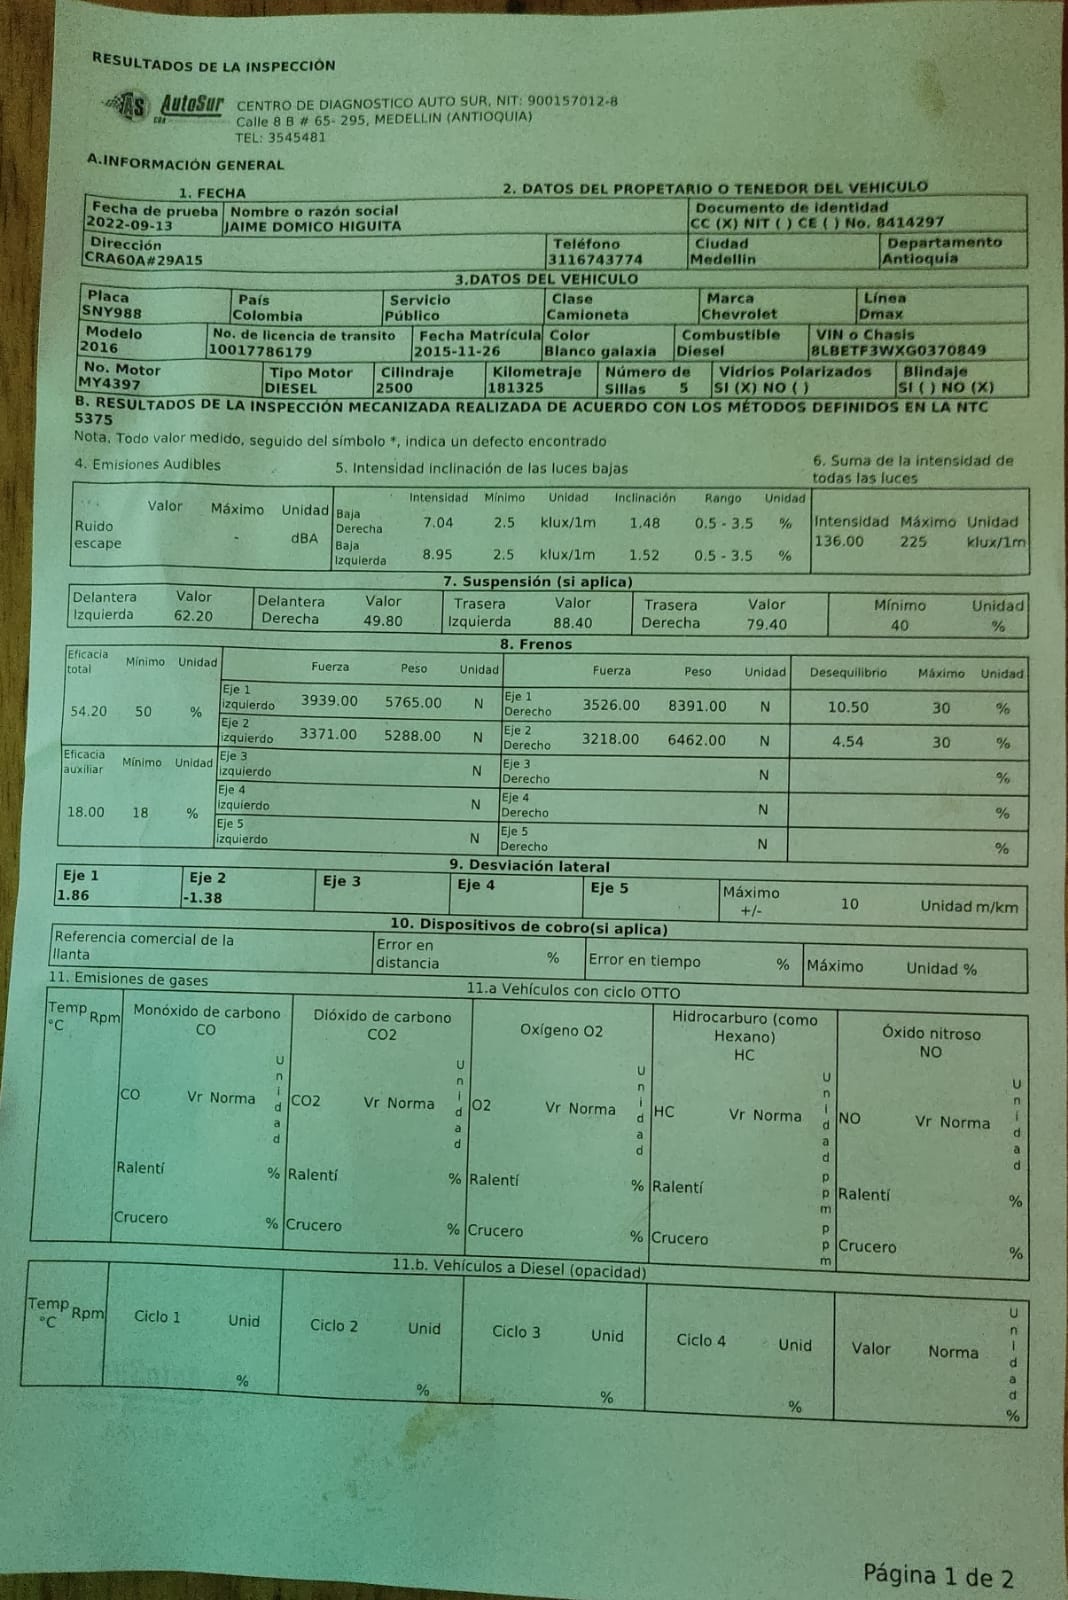 RESULTADOS DE LA INSPECCIÓN
AS AutoSur CDA
CENTRO DE DIAGNOSTICO AUTO SUR, NIT: 900157012-8
Calle 8 B # 65- 295, MEDELLIN (ANTIOQUIA)
TEL: 3545481
A.INFORMACIÓN GENERAL
1. FECHA 2. DATOS DEL PROPETARIO O TENEDOR DEL VEHICULO
Fecha de prueba Nombre o razón social Documento de identidad
2022-09-13 JAIME DOMICO HIGUITA CC (X) NIT ( ) CE ( ) No. 8414297
Dirección Teléfono Ciudad Departamento
CRA60A#29A15 3116743774 Medellin Antioquia
3.DATOS DEL VEHICULO
Placa País Servicio Clase Marca Línea
SNY988 Colombia Público Camioneta Chevrolet Dmax
Modelo No. de licencia de transito Fecha Matrícula Color Combustible VIN o Chasis
2016 10017786179 2015-11-26 Blanco galaxia Diesel 8LBETF3WXG0370849
No. Motor Tipo Motor Cilindraje Kilometraje Número de Vidrios Polarizados Blindaje
MY4397 DIESEL 2500 181325 Sillas 5 SI (X) NO ( ) SI ( ) NO (X)
B. RESULTADOS DE LA INSPECCIÓN MECANIZADA REALIZADA DE ACUERDO CON LOS MÉTODOS DEFINIDOS EN LA NTC
5375
Nota, Todo valor medido, seguido del símbolo *, indica un defecto encontrado
4. Emisiones Audibles 5. Intensidad inclinación de las luces bajas 6. Suma de la intensidad de
todas las luces
Valor Máximo Unidad Intensidad Mínimo Unidad Inclinación Rango Unidad
Ruido escape - dBA Baja Derecha 7.04 2.5 klux/1m 1.48 0.5 - 3.5 % Intensidad Máximo Unidad
Baja Izquierda 8.95 2.5 klux/1m 1.52 0.5 - 3.5 % 136.00 225 klux/1m
7. Suspensión (si aplica)
Delantera Valor Delantera Valor Trasera Valor Trasera Valor Mínimo Unidad
Izquierda 62.20 Derecha 49.80 Izquierda 88.40 Derecha 79.40 40 %
8. Frenos
Eficacia total Mínimo Unidad Fuerza Peso Unidad Fuerza Peso Unidad Desequilibrio Máximo Unidad
54.20 50 % Eje 1 izquierdo 3939.00 5765.00 N Eje 1 Derecho 3526.00 8391.00 N 10.50 30 %
Eje 2 izquierdo 3371.00 5288.00 N Eje 2 Derecho 3218.00 6462.00 N 4.54 30 %
Eficacia auxiliar Mínimo Unidad Eje 3 izquierdo N Eje 3 Derecho N %
18.00 18 % Eje 4 izquierdo N Eje 4 Derecho N %
Eje 5 izquierdo N Eje 5 Derecho N %
9. Desviación lateral
Eje 1 Eje 2 Eje 3 Eje 4 Eje 5 Máximo
1.86 -1.38 +/- 10 Unidad m/km
10. Dispositivos de cobro(si aplica)
Referencia comercial de la llanta Error en distancia % Error en tiempo % Máximo Unidad %
11. Emisiones de gases 11.a Vehículos con ciclo OTTO
Temp °C Rpm Monóxido de carbono CO Dióxido de carbono CO2 Oxígeno O2 Hidrocarburo (como Hexano) HC Óxido nitroso NO
CO Vr Norma Unidad CO2 Vr Norma Unidad O2 Vr Norma Unidad HC Vr Norma Unidad NO Vr Norma Unidad
Ralentí % Ralentí % Ralentí % Ralentí ppm Ralentí %
Crucero % Crucero % Crucero % Crucero ppm Crucero %
11.b. Vehículos a Diesel (opacidad)
Temp °C Rpm Ciclo 1 Unid Ciclo 2 Unid Ciclo 3 Unid Ciclo 4 Unid Valor Norma Unidad
% % % % %
Página 1 de 2